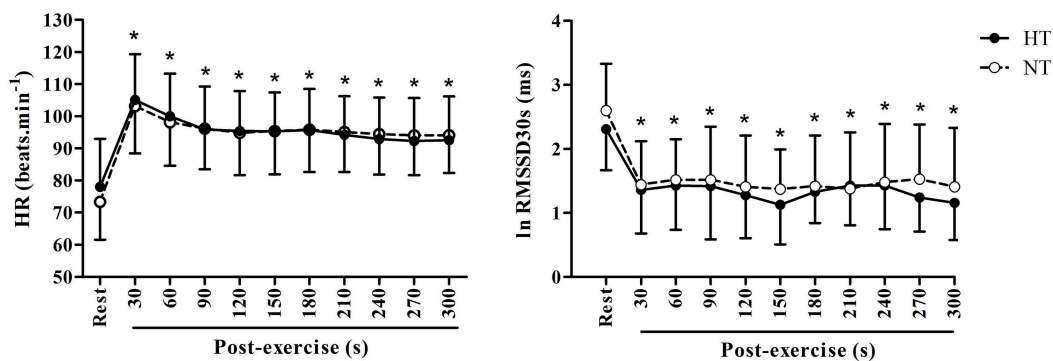 HR (beats.min-1)
130
120
110
100
90
80
70
60
50
* * * * * * * * * *
Rest 30 60 90 120 150 180 210 240 270 300
Post-exercise (s)
ln RMSSD30s (ms)
4
3
2
1
0
* * * * * * * * * *
Rest 30 60 90 120 150 180 210 240 270 300
Post-exercise (s)
HT
NT